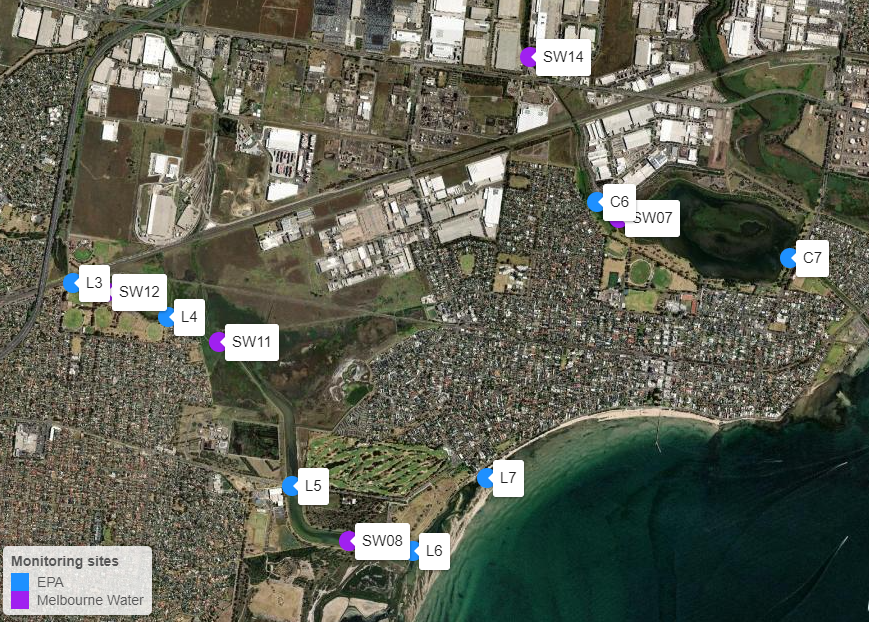 SW14
C6
SW07
C7
L3
SW12
L4
SW11
L5
L7
SW08
L6
Monitoring sites
EPA
Melbourne Water